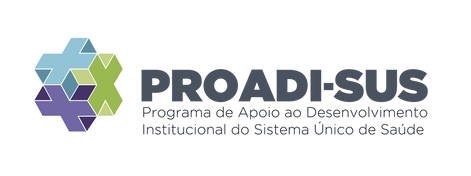 PROADI-SUS
Programa de Apoio ao Desenvolvimento
Institucional do Sistema Único de Saúde